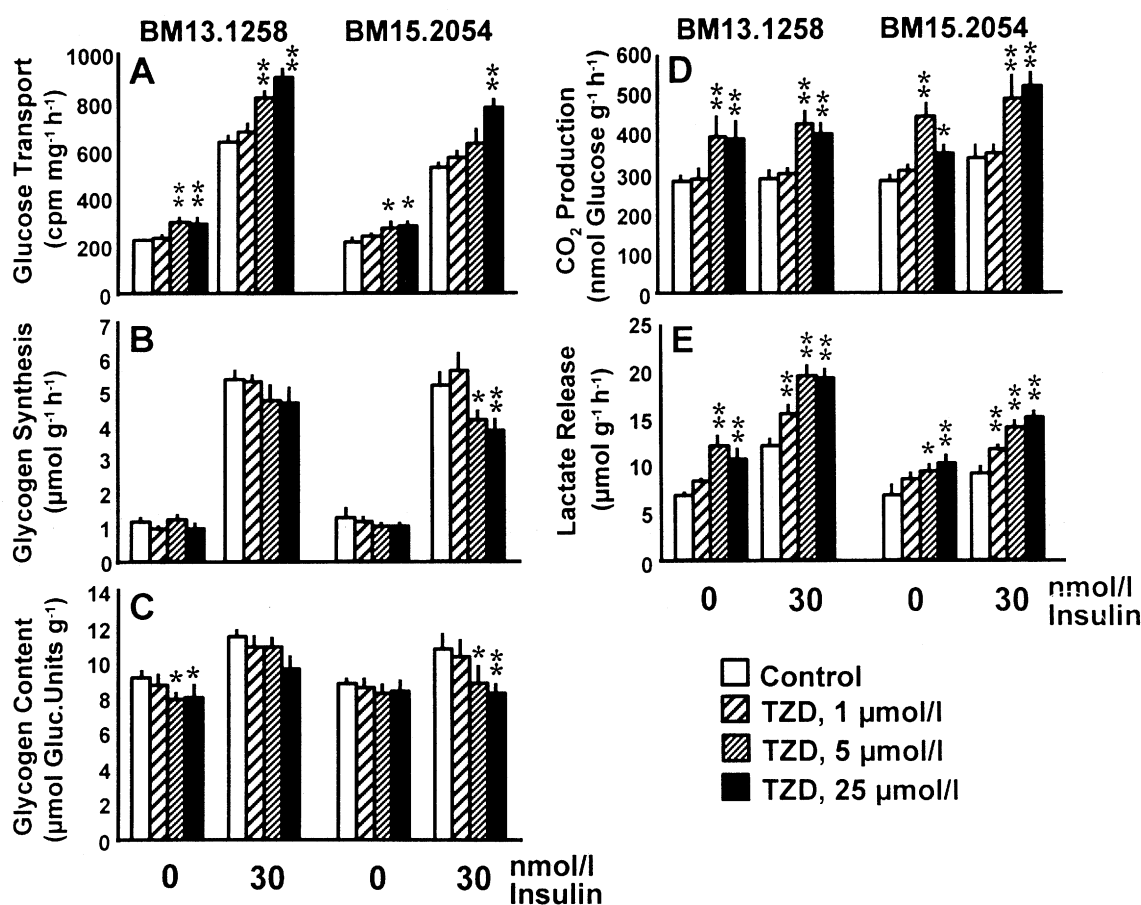 BM13.1258 BM15.2054
A
Glucose Transport
(cpm mg⁻¹ h⁻¹)
1000
800
600
400
200
0
** ** ** ** * * **
B
Glycogen Synthesis
(µmol g⁻¹ h⁻¹)
7
6
5
4
3
2
1
0
* **
C
Glycogen Content
(µmol Gluc.Units g⁻¹)
14
12
10
8
6
4
2
0
* * * **
0 30 0 30 nmol/l
Insulin
BM13.1258 BM15.2054
D
CO₂ Production
(nmol Glucose g⁻¹ h⁻¹)
600
500
400
300
200
100
0
** ** ** ** ** * ** **
E
Lactate Release
(µmol g⁻¹ h⁻¹)
25
20
15
10
5
0
** ** ** ** ** * ** ** ** **
0 30 0 30 nmol/l
Insulin
Control
TZD, 1 µmol/l
TZD, 5 µmol/l
TZD, 25 µmol/l